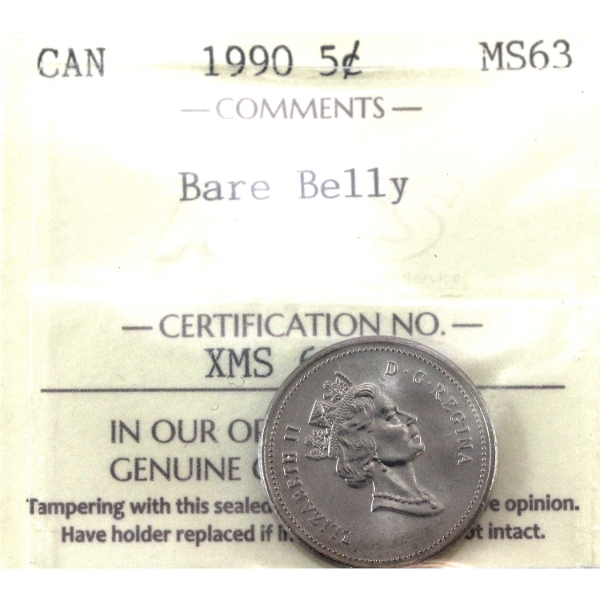 CAN 1990 5¢ MS63
— COMMENTS —
Bare Belly
Service
— CERTIFICATION NO. —
XMS
IN OUR
GENUINE
Tampering with this sealed opinion.
Have holder replaced if intact.
ELIZABETH II D·G·REGINA